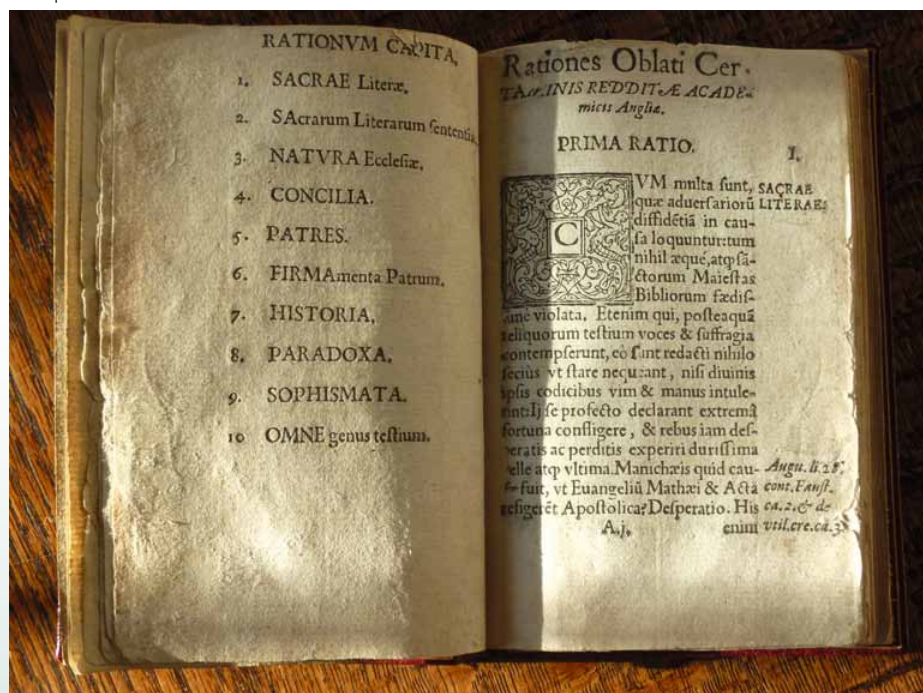 RATIONVM CAPITA.
1. SACRAE Literæ.
2. SAcrarum Literarum ſententia.
3. NATVRA Eccleſiæ.
4. CONCILIA.
5. PATRES.
6. FIRMAmenta Patrum.
7. HISTORIA.
8. PARADOXA.
9. SOPHISMATA.
10 OMNE genus teſtium.
Rationes Oblati Cer-
TAMINIS REDDITÆ ACADE-
micis Angliæ.
PRIMA RATIO.
I.
SACRAE
LITERAE.
CVM multa ſunt,
quæ aduerſariorũ
diffidẽtiã in cau-
ſa loquuntur: tum
nihil æquè, atq; ſã-
ctorum Maieſtas
Bibliorum fædiſ-
violata. Etenim qui, poſteaquã
reliquorum teſtium voces & ſuffragia
contempſerunt, eò ſunt redacti nihilo
ſecius vt ſtare nequeant, niſi diuinis
ipſis codicibus vim & manus intule-
rint: Ij ſe profecto declarant extremã
fortuna confligere, & rebus iam deſ-
peratis ac perditis experiri duriſſima
velle atq; vltima. Manichæis quid cau-
fuit, vt Euangeliũ Mathæi & Acta
refigerẽt Apoſtolica? Deſperatio. His
A.j. enim
Augu. li. 28.
cont. Fauſt.
ca. 2. & de
vtil. cre. ca. 3.